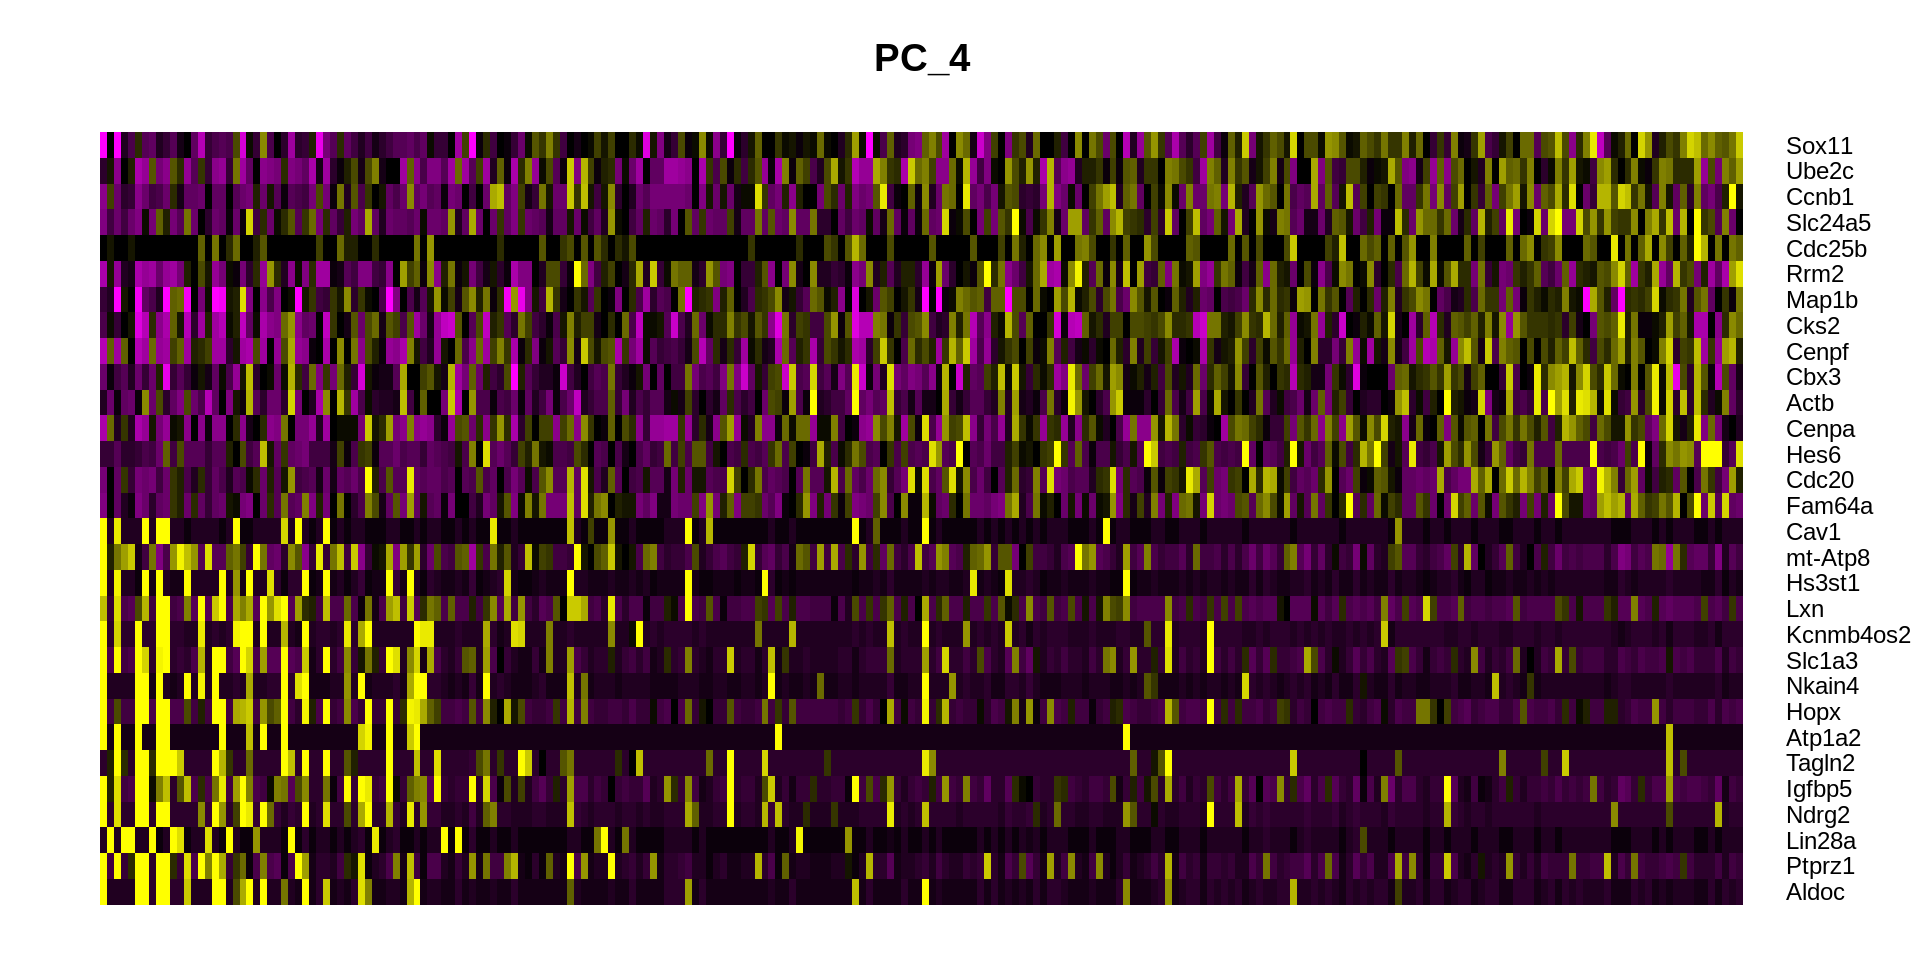 PC_4
Sox11
Ube2c
Ccnb1
Slc24a5
Cdc25b
Rrm2
Map1b
Cks2
Cenpf
Cbx3
Actb
Cenpa
Hes6
Cdc20
Fam64a
Cav1
mt-Atp8
Hs3st1
Lxn
Kcnmb4os2
Slc1a3
Nkain4
Hopx
Atp1a2
Tagln2
Igfbp5
Ndrg2
Lin28a
Ptprz1
Aldoc